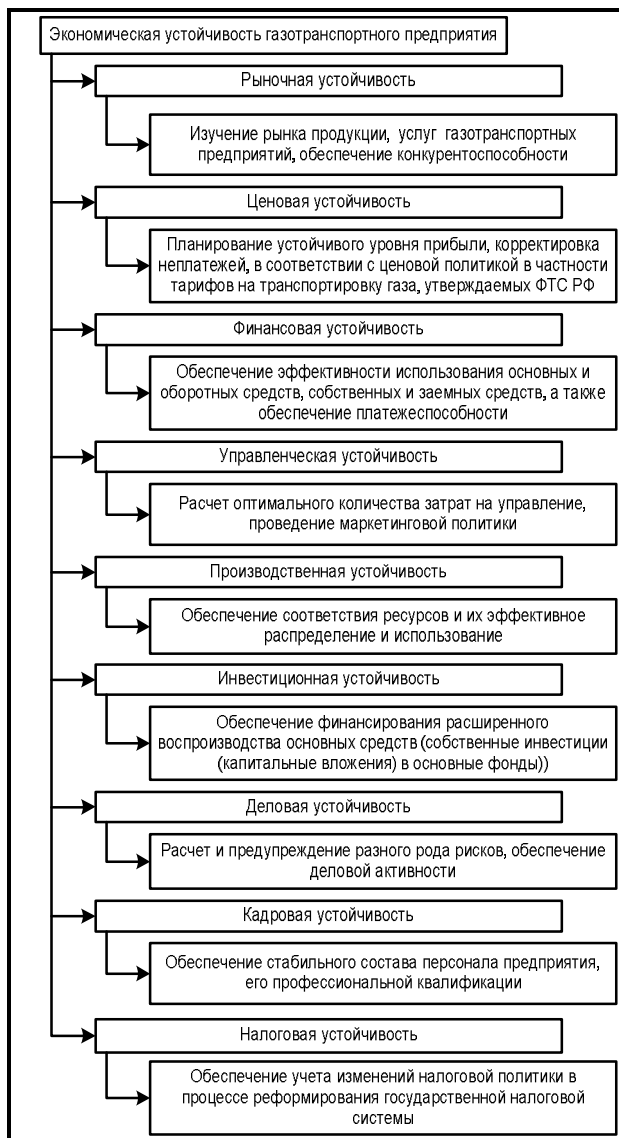 Экономическая устойчивость газотранспортного предприятия
Рыночная устойчивость
Изучение рынка продукции, услуг газотранспортных
предприятий, обеспечение конкурентоспособности
Ценовая устойчивость
Планирование устойчивого уровня прибыли, корректировка
неплатежей, в соответствии с ценовой политикой в частности
тарифов на транспортировку газа, утверждаемых ФТС РФ
Финансовая устойчивость
Обеспечение эффективности использования основных и
оборотных средств, собственных и заемных средств, а также
обеспечение платежеспособности
Управленческая устойчивость
Расчет оптимального количества затрат на управление,
проведение маркетинговой политики
Производственная устойчивость
Обеспечение соответствия ресурсов и их эффективное
распределение и использование
Инвестиционная устойчивость
Обеспечение финансирования расширенного
воспроизводства основных средств (собственные инвестиции
(капитальные вложения) в основные фонды))
Деловая устойчивость
Расчет и предупреждение разного рода рисков, обеспечение
деловой активности
Кадровая устойчивость
Обеспечение стабильного состава персонала предприятия,
его профессиональной квалификации
Налоговая устойчивость
Обеспечение учета изменений налоговой политики в
процессе реформирования государственной налоговой
системы